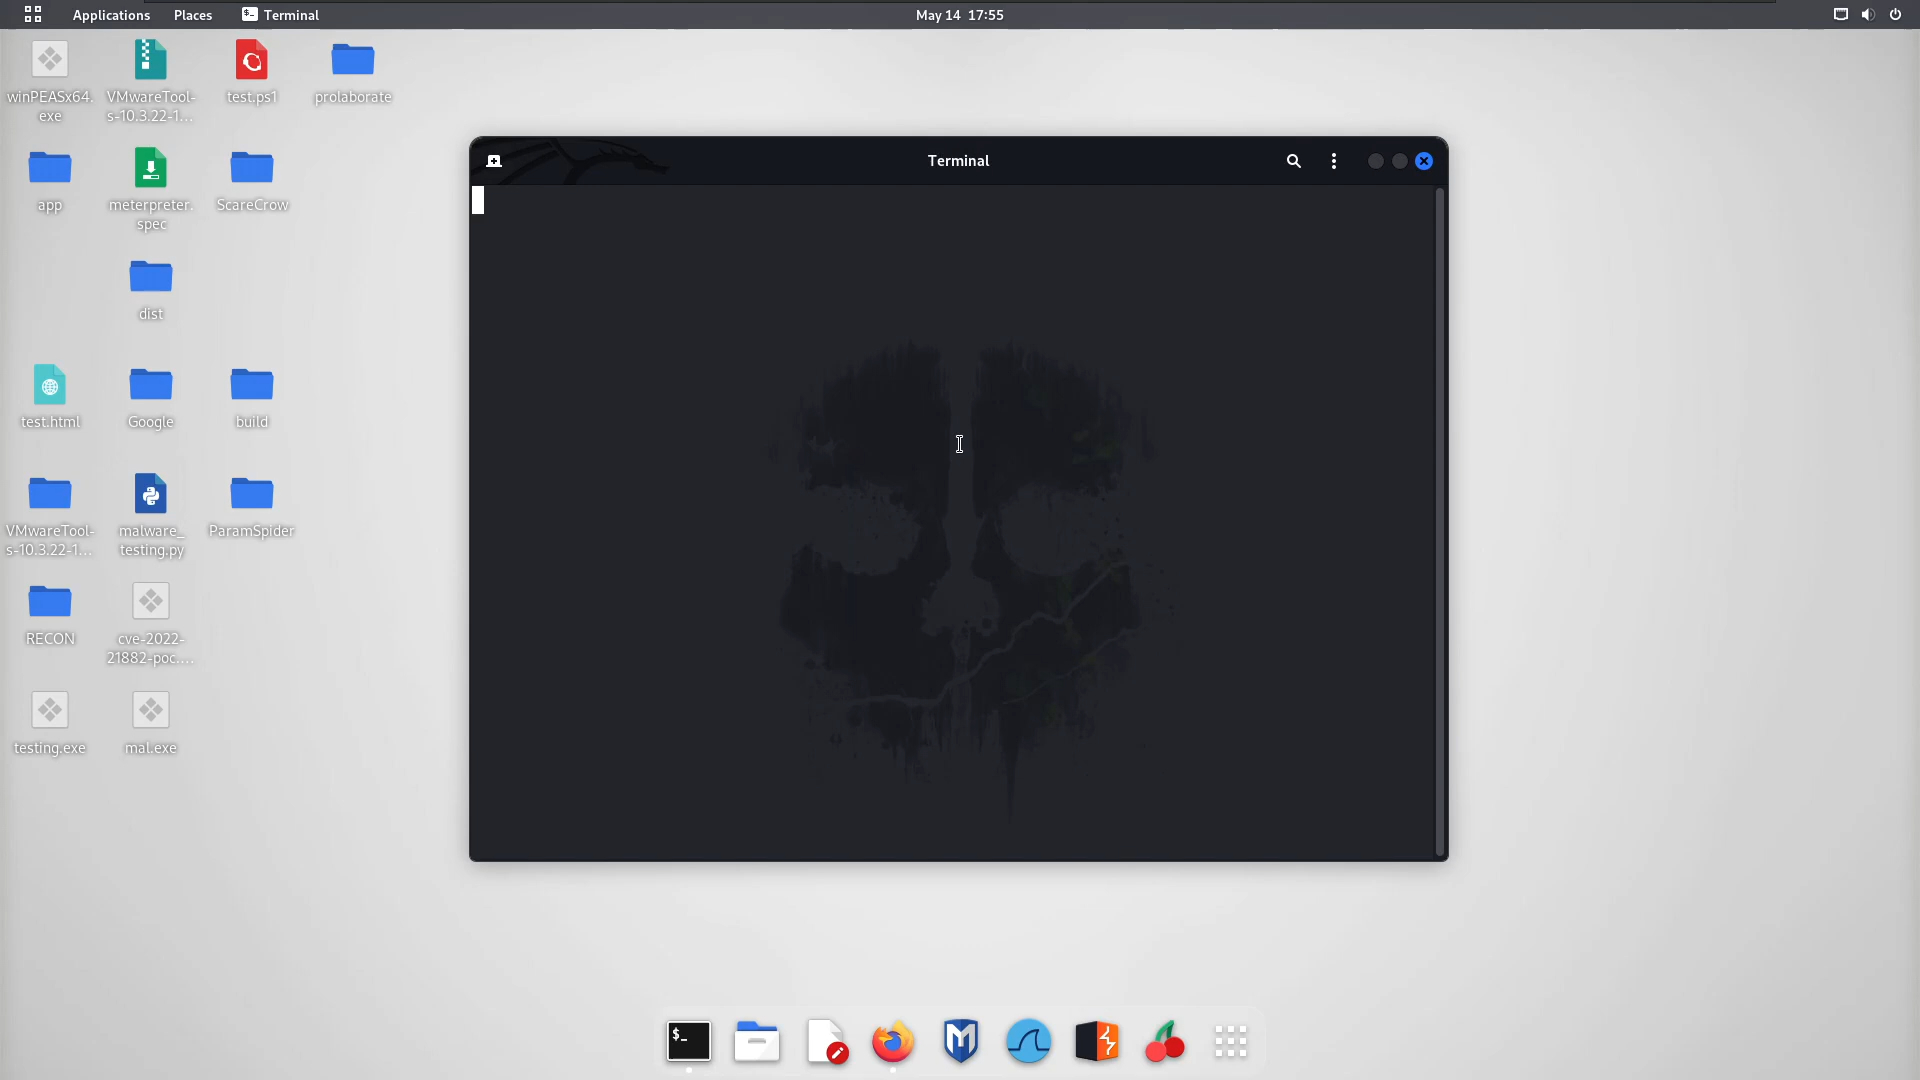 Applications Places Terminal May 14 17:55
winPEASx64.
exe
VMwareTool-
s-10.3.22-1...
test.ps1
prolaborate
Terminal
app
meterpreter.
spec
ScareCrow
dist
test.html
Google
build
VMwareTool-
s-10.3.22-1...
malware_
testing.py
ParamSpider
RECON
cve-2022-
21882-poc....
testing.exe
mal.exe
$_